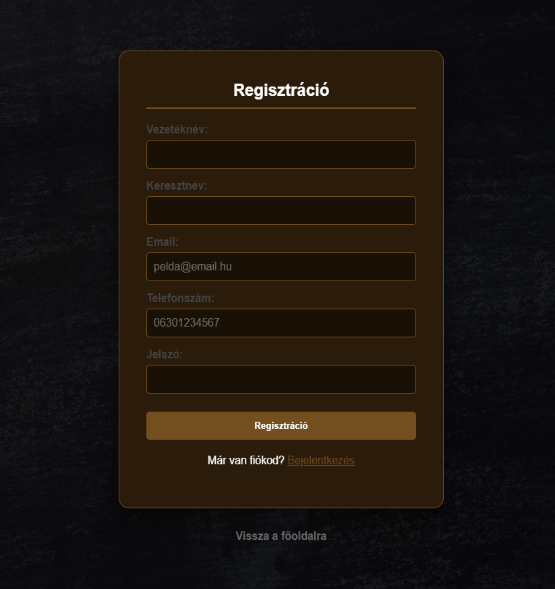 Regisztráció
Vezetéknév:
Keresztnév:
Email:
pelda@email.hu
Telefonszám:
06301234567
Jelszó:
Regisztráció
Már van fiókod? Bejelentkezés
Vissza a főoldalra